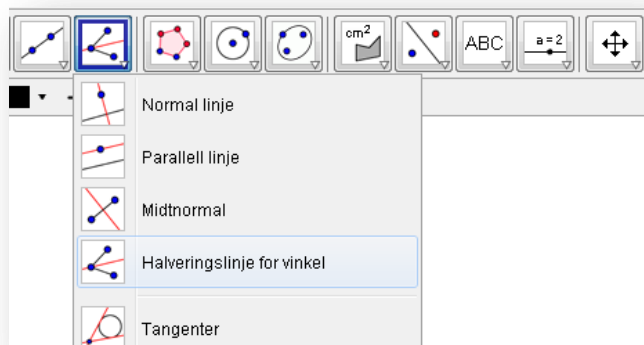 cm²
ABC
a=2
Normal linje
Parallell linje
Midtnormal
Halveringslinje for vinkel
Tangenter